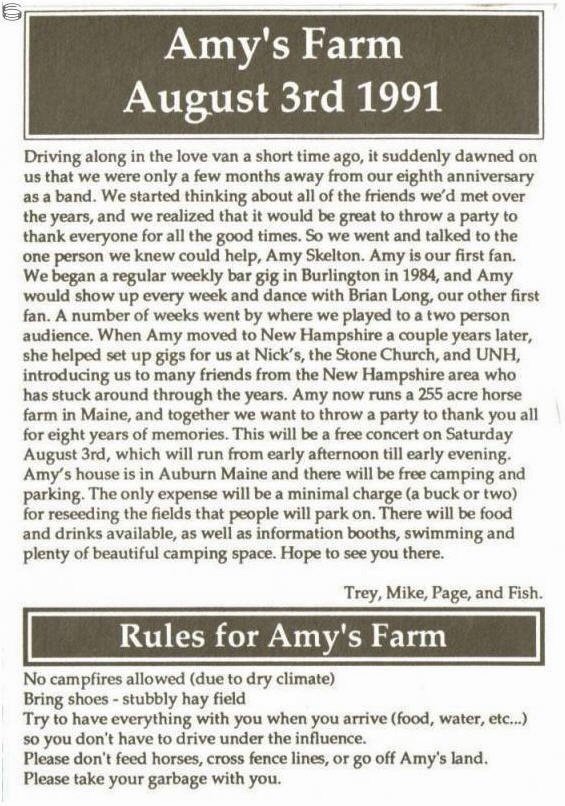 Amy's Farm
August 3rd 1991
Driving along in the love van a short time ago, it suddenly dawned on
us that we were only a few months away from our eighth anniversary
as a band. We started thinking about all of the friends we'd met over
the years, and we realized that it would be great to throw a party to
thank everyone for all the good times. So we went and talked to the
one person we knew could help, Amy Skelton. Amy is our first fan.
We began a regular weekly bar gig in Burlington in 1984, and Amy
would show up every week and dance with Brian Long, our other first
fan. A number of weeks went by where we played to a two person
audience. When Amy moved to New Hampshire a couple years later,
she helped set up gigs for us at Nick's, the Stone Church, and UNH,
introducing us to many friends from the New Hampshire area who
has stuck around through the years. Amy now runs a 255 acre horse
farm in Maine, and together we want to throw a party to thank you all
for eight years of memories. This will be a free concert on Saturday
August 3rd, which will run from early afternoon till early evening.
Amy's house is in Auburn Maine and there will be free camping and
parking. The only expense will be a minimal charge (a buck or two)
for reseeding the fields that people will park on. There will be food
and drinks available, as well as information booths, swimming and
plenty of beautiful camping space. Hope to see you there.
Trey, Mike, Page, and Fish.
Rules for Amy's Farm
No campfires allowed (due to dry climate)
Bring shoes - stubbly hay field
Try to have everything with you when you arrive (food, water, etc...)
so you don't have to drive under the influence.
Please don't feed horses, cross fence lines, or go off Amy's land.
Please take your garbage with you.